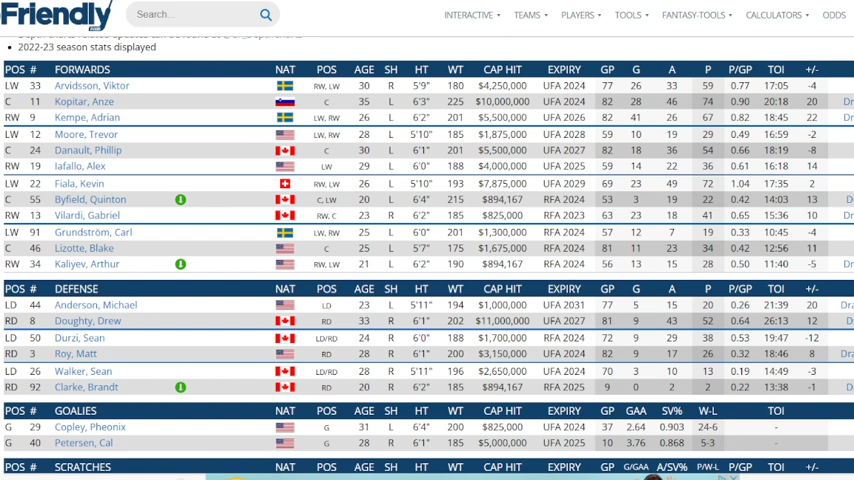 Friendly
Search...
INTERACTIVE TEAMS PLAYERS TOOLS FANTASY-TOOLS CALCULATORS ODDS
2022-23 season stats displayed
POS # FORWARDS NAT POS AGE SH HT WT CAP HIT EXPIRY GP G A P P/GP TOI +/-
LW 33 Arvidsson, Viktor RW, LW 30 R 5'9" 180 $4,250,000 UFA 2024 77 26 33 59 0.77 17:05 -4
C 11 Kopitar, Anze C 35 L 6'3" 225 $10,000,000 UFA 2024 82 28 46 74 0.90 20:18 20 Dr
RW 9 Kempe, Adrian LW, RW 26 L 6'2" 201 $5,500,000 UFA 2026 82 41 26 67 0.82 18:45 22 Dr
LW 12 Moore, Trevor LW, RW 28 L 5'10" 185 $1,875,000 UFA 2028 59 10 19 29 0.49 16:59 -2
C 24 Danault, Phillip C 30 L 6'1" 201 $5,500,000 UFA 2027 82 18 36 54 0.66 18:19 -8
RW 19 Iafallo, Alex LW 29 L 6'0" 188 $4,000,000 UFA 2025 59 14 22 36 0.61 16:18 14
LW 22 Fiala, Kevin RW, LW 26 L 5'10" 193 $7,875,000 UFA 2029 69 23 49 72 1.04 17:35 2
C 55 Byfield, Quinton C, LW 20 L 6'4" 215 $894,167 RFA 2024 53 3 19 22 0.42 14:03 13 D
RW 13 Vilardi, Gabriel RW, C 23 R 6'2" 185 $825,000 RFA 2023 63 23 18 41 0.65 15:36 10 Dr
LW 91 Grundström, Carl LW, RW 25 L 6'0" 201 $1,300,000 RFA 2024 57 12 7 19 0.33 10:45 -4
C 46 Lizotte, Blake C 25 L 5'7" 175 $1,675,000 RFA 2024 81 11 23 34 0.42 12:56 11
RW 34 Kaliyev, Arthur RW, LW 21 L 6'2" 190 $894,167 RFA 2024 56 13 15 28 0.50 11:40 -5 Dr
POS # DEFENSE NAT POS AGE SH HT WT CAP HIT EXPIRY GP G A P P/GP TOI +/-
LD 44 Anderson, Michael LD 23 L 5'11" 194 $1,000,000 UFA 2031 77 5 15 20 0.26 21:39 20 Dra
RD 8 Doughty, Drew RD 33 R 6'1" 202 $11,000,000 UFA 2027 81 9 43 52 0.64 26:13 12 D
LD 50 Durzi, Sean LD/RD 24 R 6'0" 188 $1,700,000 RFA 2024 72 9 29 38 0.53 19:47 -12
RD 3 Roy, Matt RD 28 R 6'1" 200 $3,150,000 UFA 2024 82 9 17 26 0.32 18:46 8 Dra
LD 26 Walker, Sean LD/RD 28 R 5'11" 196 $2,650,000 UFA 2024 70 3 10 13 0.19 14:49 -3
RD 92 Clarke, Brandt RD 20 R 6'2" 185 $894,167 RFA 2025 9 0 2 2 0.22 13:38 -1 D
POS # GOALIES NAT POS AGE SH HT WT CAP HIT EXPIRY GP GAA SV% W-L TOI
G 29 Copley, Pheonix G 31 L 6'4" 200 $825,000 UFA 2024 37 2.64 0.903 24-6 -
G 40 Petersen, Cal G 28 R 6'1" 185 $5,000,000 UFA 2025 10 3.76 0.868 5-3 -
POS # SCRATCHES NAT POS AGE SH HT WT CAP HIT EXPIRY GP G/GAA A/SV% P/W-L P/GP TOI +/-